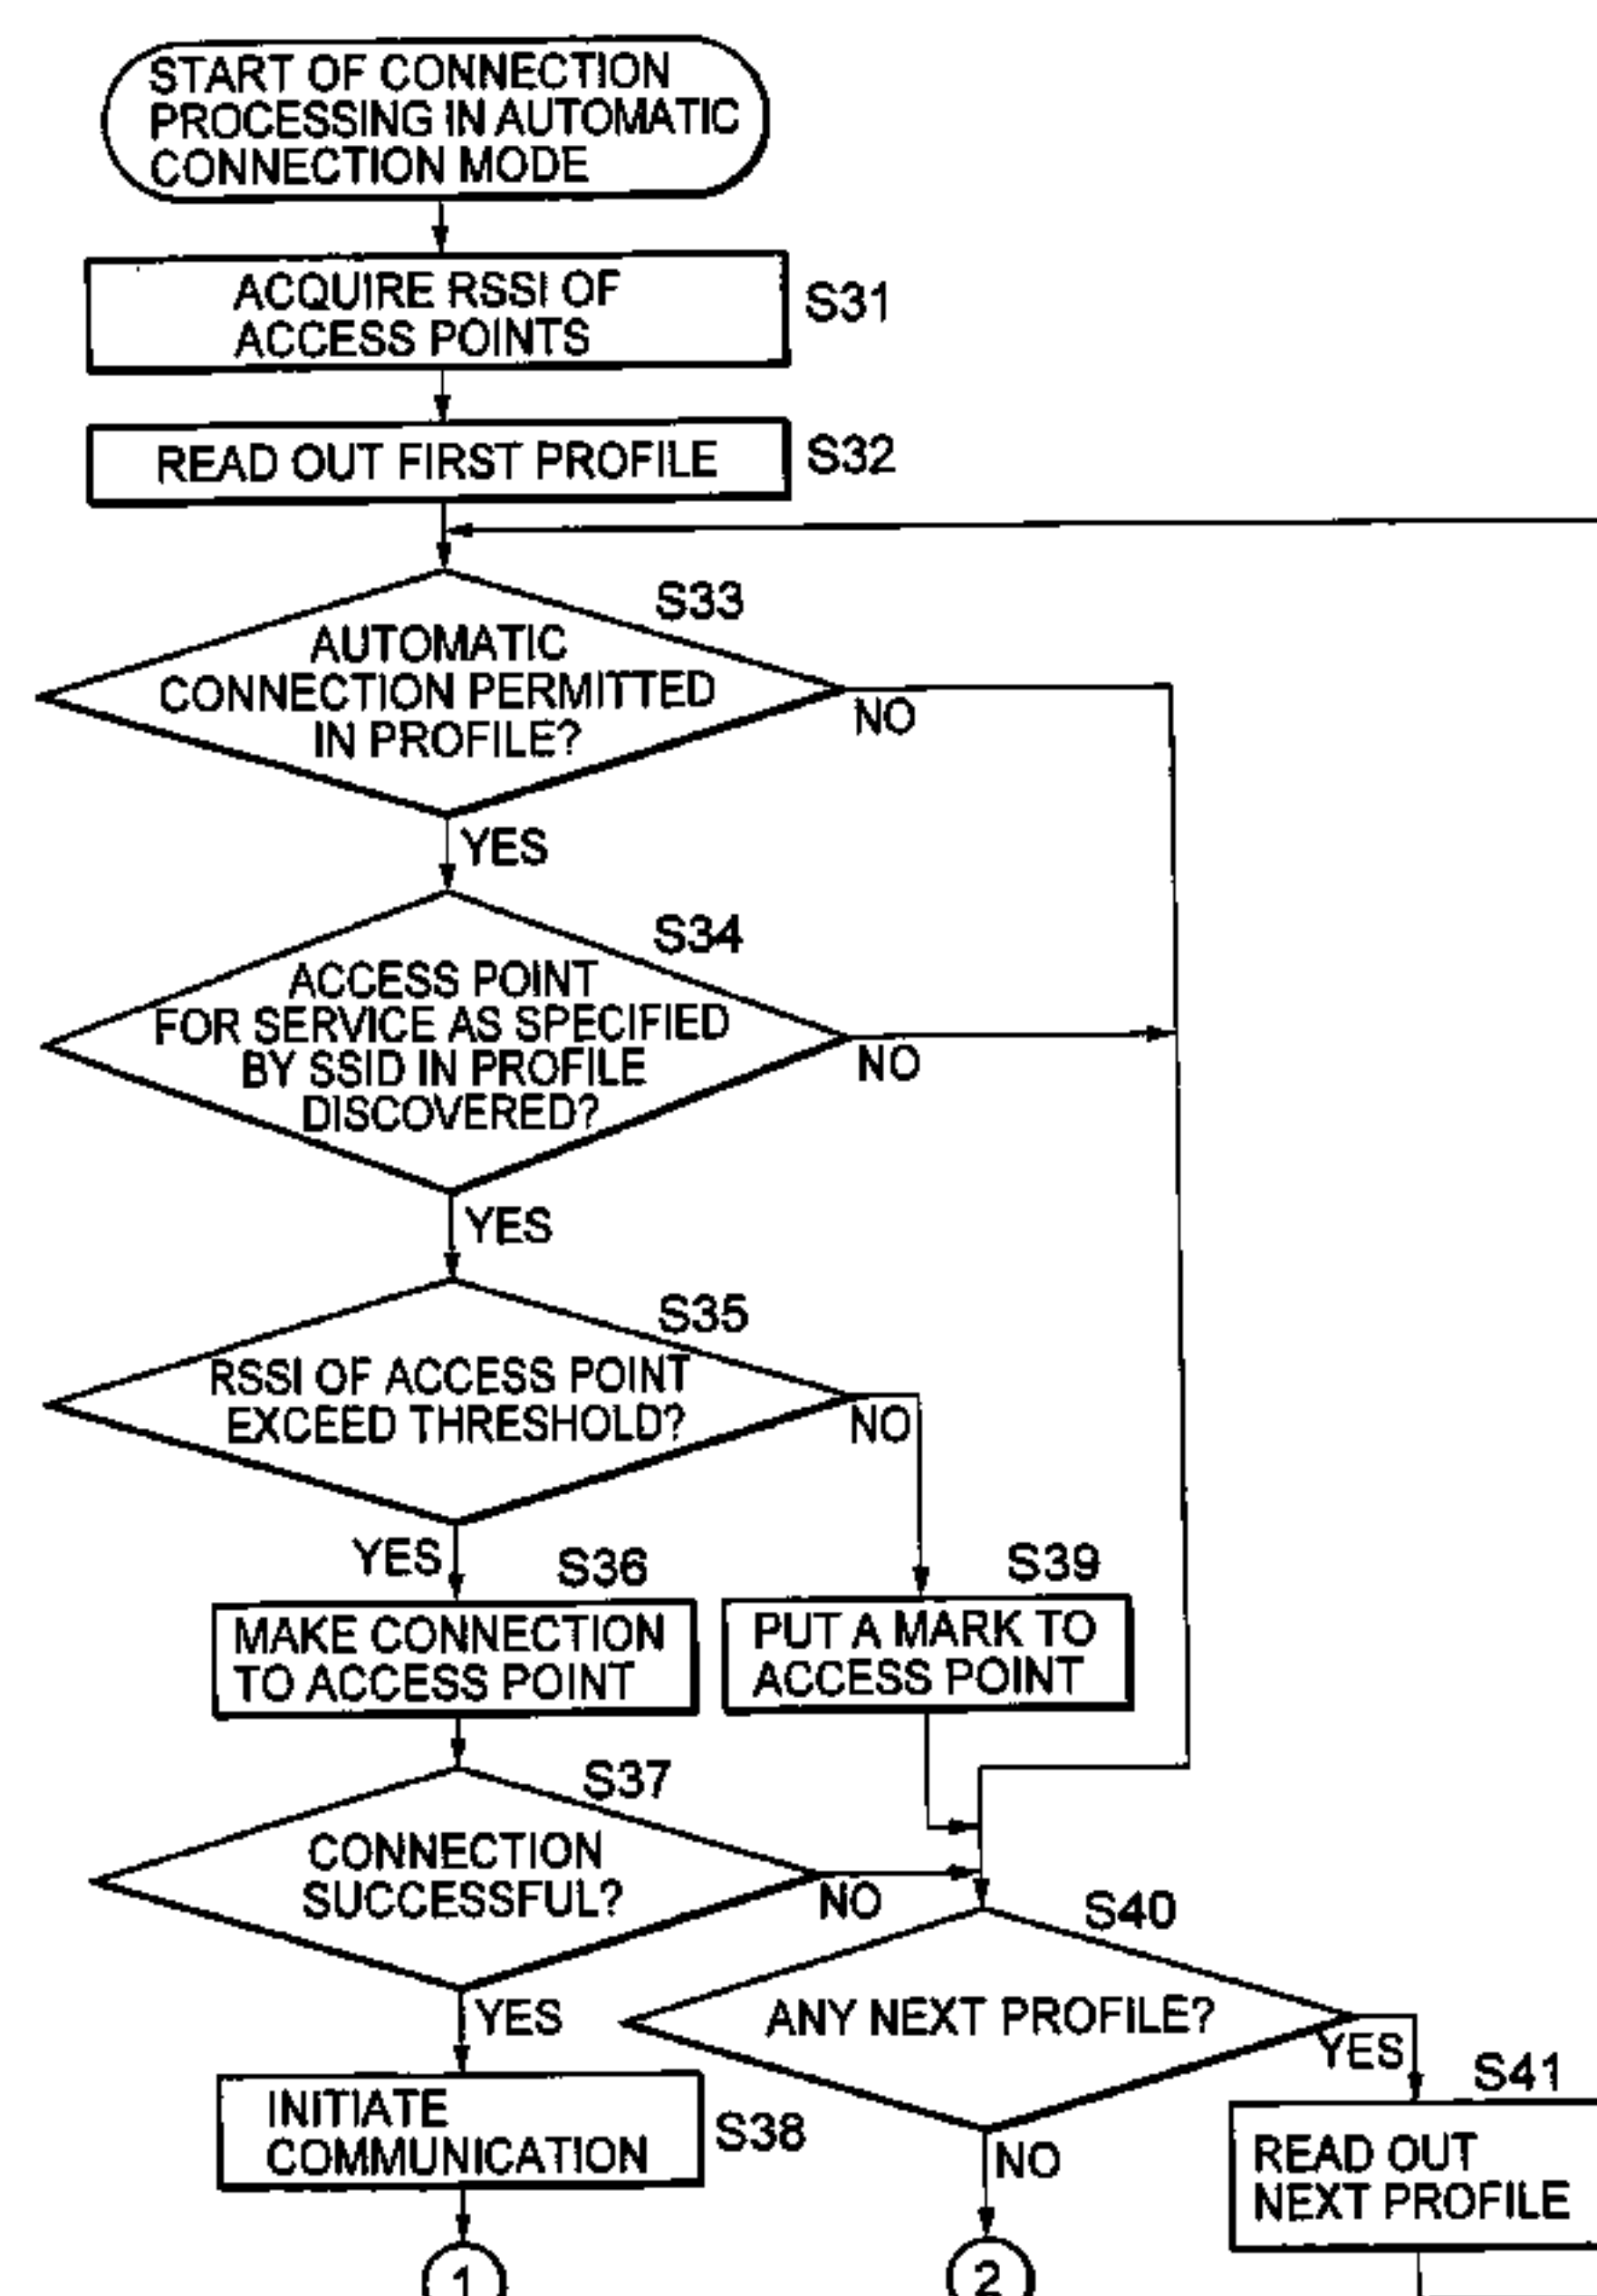 START OF CONNECTION
PROCESSING IN AUTOMATIC
CONNECTION MODE
ACQUIRE RSSI OF
ACCESS POINTS
S31
READ OUT FIRST PROFILE
S32
S33
AUTOMATIC
CONNECTION PERMITTED
IN PROFILE?
NO
YES
S34
ACCESS POINT
FOR SERVICE AS SPECIFIED
BY SSID IN PROFILE
DISCOVERED?
NO
YES
S35
RSSI OF ACCESS POINT
EXCEED THRESHOLD?
NO
YES
S36
MAKE CONNECTION
TO ACCESS POINT
S39
PUT A MARK TO
ACCESS POINT
S37
CONNECTION
SUCCESSFUL?
NO
YES
S40
ANY NEXT PROFILE?
YES
NO
INITIATE
COMMUNICATION
S38
S41
READ OUT
NEXT PROFILE
1
2